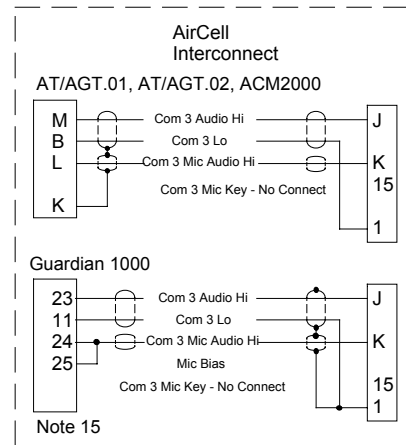 AirCell
Interconnect
AT/AGT.01, AT/AGT.02, ACM2000
M Com 3 Audio Hi J
B Com 3 Lo
L Com 3 Mic Audio Hi K
Com 3 Mic Key - No Connect 15
K
1
Guardian 1000
23 Com 3 Audio Hi J
11 Com 3 Lo
24 Com 3 Mic Audio Hi K
25 Mic Bias
Com 3 Mic Key - No Connect 15
1
Note 15